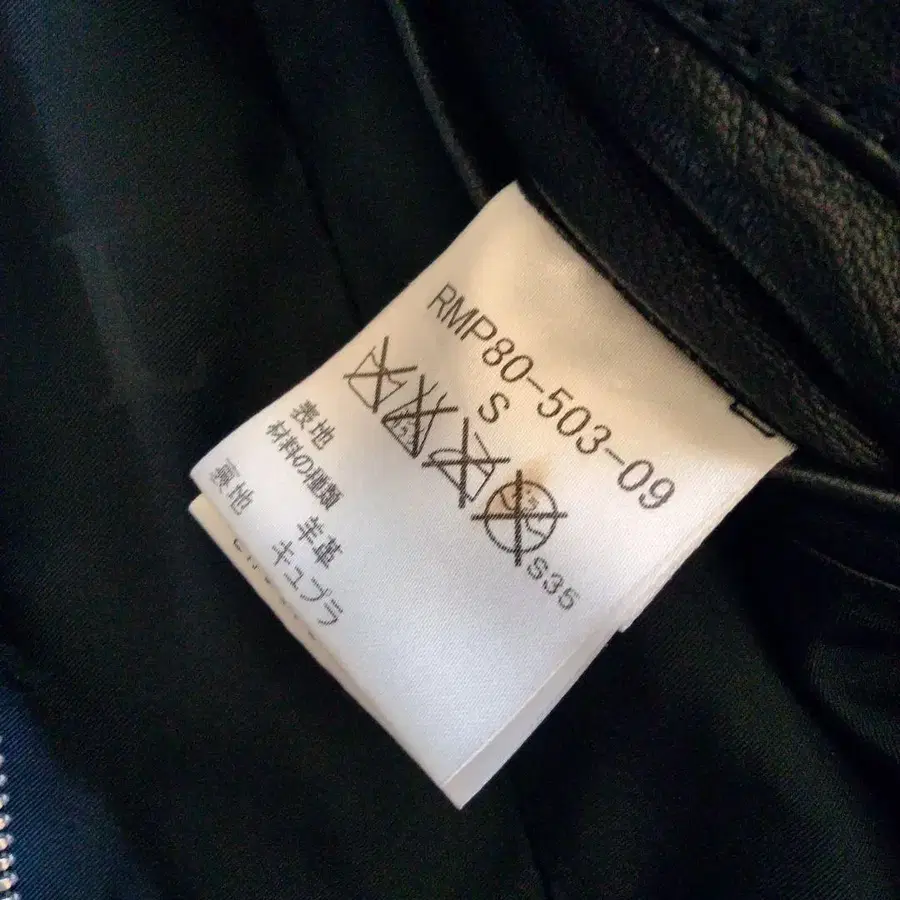 RMP80-503-09
S
S35
表地
材料の種類 羊革
裏地 キュプラ